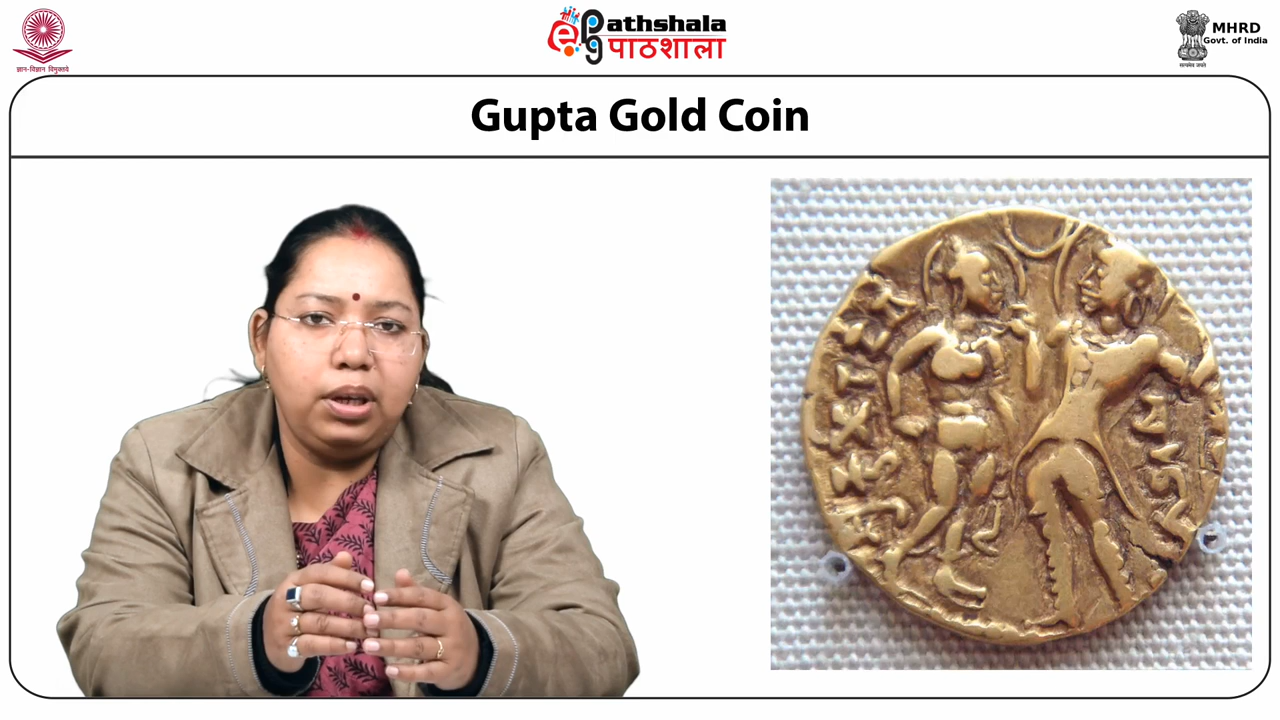 ज्ञान-विज्ञान विमुक्तये
epathshala
पाठशाला
MHRD
Govt. of India
सत्यमेव जयते
Gupta Gold Coin